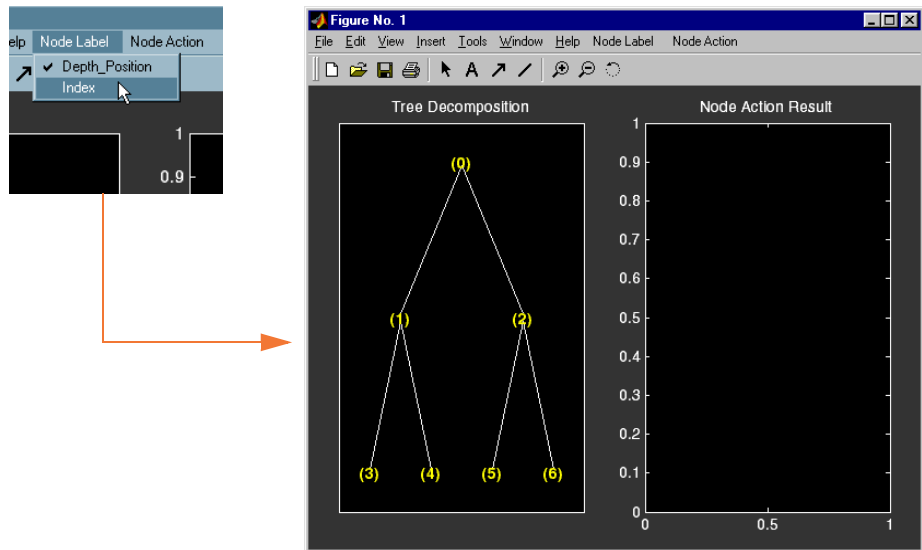 elp Node Label Node Action
✔ Depth_Position
Index
1
0.9
Figure No. 1
File Edit View Insert Tools Window Help Node Label Node Action
Tree Decomposition
(0)
(1) (2)
(3) (4) (5) (6)
Node Action Result
1
0.9
0.8
0.7
0.6
0.5
0.4
0.3
0.2
0.1
0
0 0.5 1